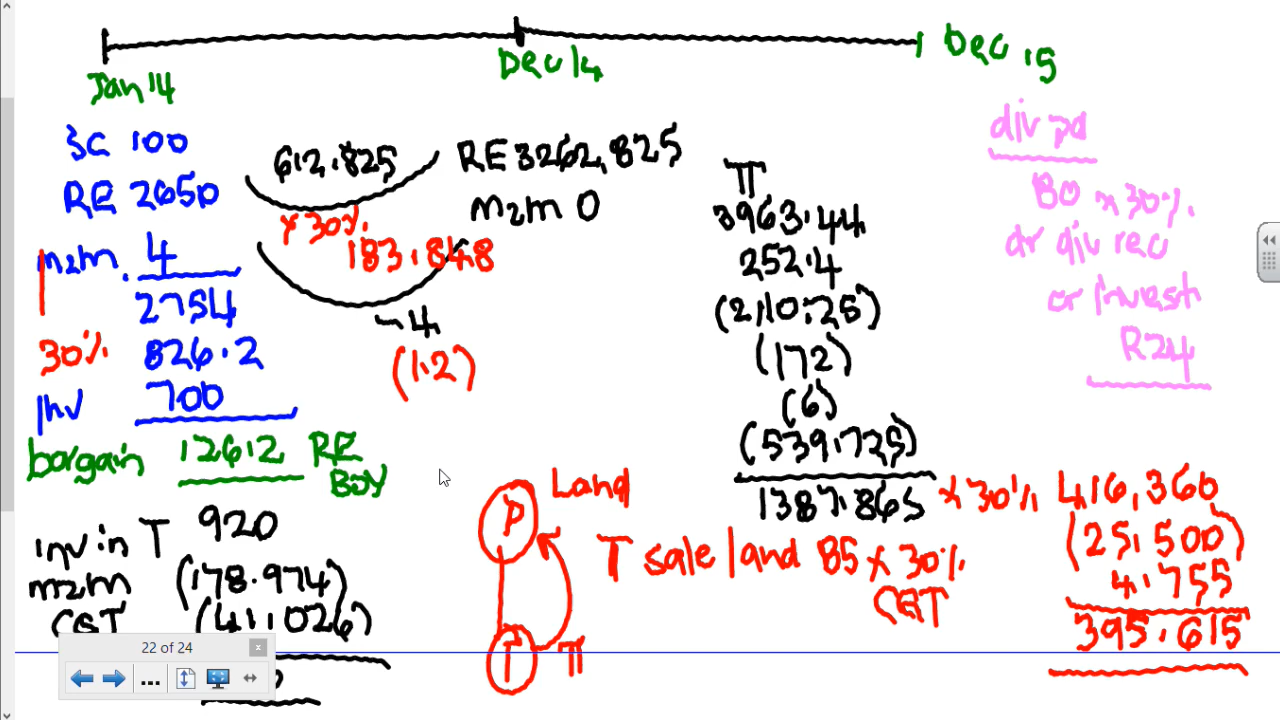 Jan 14
Dec 14
Dec 15
SC 100
RE 2650
m2m 4
2754
30% 826.2
Inv 700
bargain 126.2 RE
BOY
Inv in T 920
m2m (178.974)
CGT (41.026)
612.825
x 30%
183.848
-4
(1.2)
RE 3262,825
m2m 0
π
3963.44
252.4
(2,110.25)
(172)
(6)
(539.725)
1387.865 x 30% 416,360
(25,500)
4.755
395.615
div pd
80 x 30%
dr div rec
cr Invest
R24
P Land
T sale land 85 x 30%
CGT
T π
22 of 24